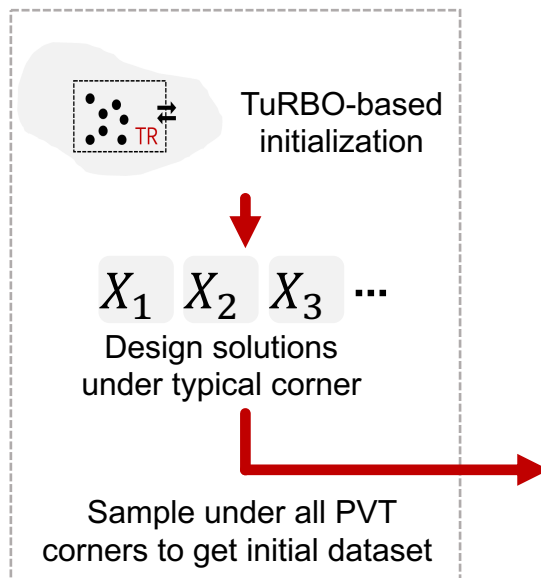 TR
TuRBO-based
initialization
X₁ X₂ X₃ ...
Design solutions
under typical corner
Sample under all PVT
corners to get initial dataset